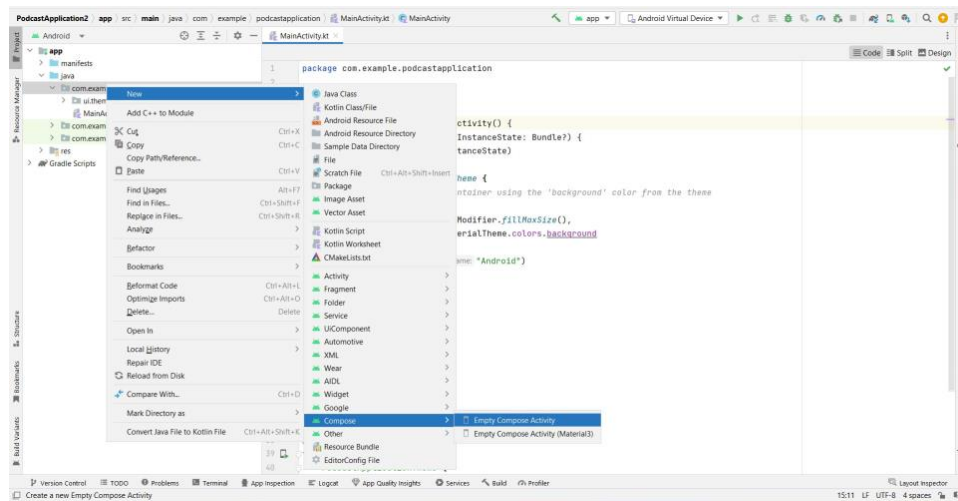 PodcastApplication2 app src main java com example podcastapplication MainActivity.kt MainActivity app Android Virtual Device
Android MainActivity.kt
Code Split Design
Project
Resource Manager
Structure
Bookmarks
Build Variants
app
manifests
java
com.exam
ui.then
MainAc
com.exam
com.exam
res
Gradle Scripts
New
Add C++ to Module
Cut Ctrl+X
Copy Ctrl+C
Copy Path/Reference...
Paste Ctrl+V
Find Usages Alt+F7
Find in Files... Ctrl+Shift+F
Replace in Files... Ctrl+Shift+R
Analyze
Refactor
Bookmarks
Reformat Code Ctrl+Alt+L
Optimize Imports Ctrl+Alt+O
Delete... Delete
Open In
Local History
Repair IDE
Reload from Disk
Compare With... Ctrl+D
Mark Directory as
Convert Java File to Kotlin File Ctrl+Alt+Shift+K
Java Class
Kotlin Class/File
Android Resource File
Android Resource Directory
Sample Data Directory
File
Scratch File Ctrl+Alt+Shift+Insert
Package
Image Asset
Vector Asset
Kotlin Script
Kotlin Worksheet
CMakeLists.txt
Activity
Fragment
Folder
Service
UiComponent
Automotive
XML
Wear
AIDL
Widget
Google
Compose
Other
Resource Bundle
EditorConfig File
Empty Compose Activity
Empty Compose Activity (Material3)
1 package com.example.podcastapplication
2
ctivity() {
InstanceState: Bundle?) {
tanceState)
heme {
ntainer using the 'background' color from the theme
Modifier.fillMaxSize(),
erialTheme.colors.background
"Android")
39
40
Version Control TODO Problems Terminal App Inspection Logcat App Quality Insights Services Build Profiler Layout Inspector
Create a new Empty Compose Activity 15:11 LF UTF-8 4 spaces